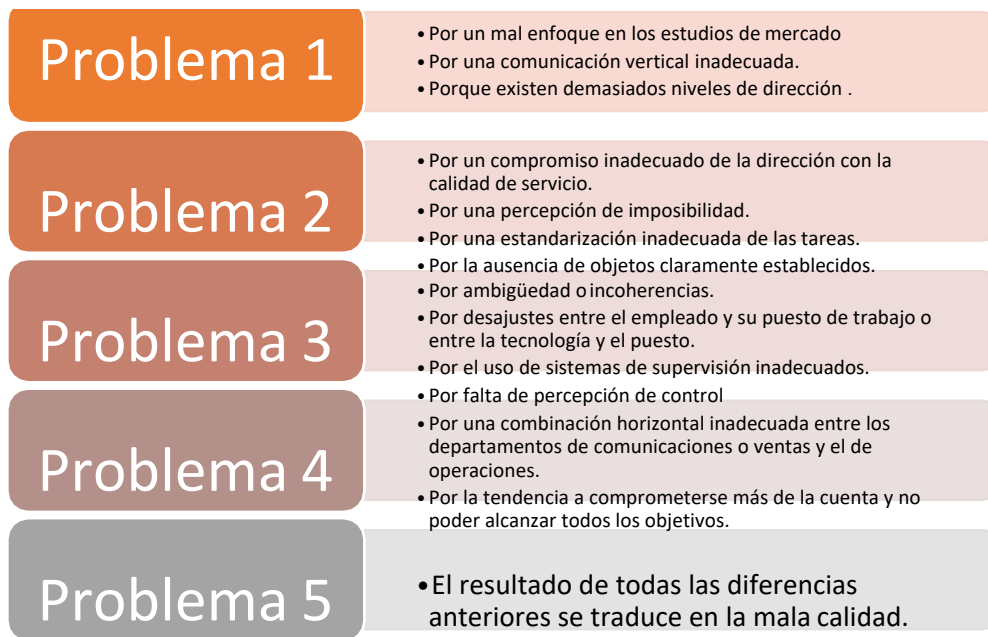 Problema 1
• Por un mal enfoque en los estudios de mercado
• Por una comunicación vertical inadecuada.
• Porque existen demasiados niveles de dirección .
Problema 2
• Por un compromiso inadecuado de la dirección con la
calidad de servicio.
• Por una percepción de imposibilidad.
• Por una estandarización inadecuada de las tareas.
• Por la ausencia de objetos claramente establecidos.
Problema 3
• Por ambigüedad o incoherencias.
• Por desajustes entre el empleado y su puesto de trabajo o
entre la tecnología y el puesto.
• Por el uso de sistemas de supervisión inadecuados.
• Por falta de percepción de control
Problema 4
• Por una combinación horizontal inadecuada entre los
departamentos de comunicaciones o ventas y el de
operaciones.
• Por la tendencia a comprometerse más de la cuenta y no
poder alcanzar todos los objetivos.
Problema 5
• El resultado de todas las diferencias
anteriores se traduce en la mala calidad.